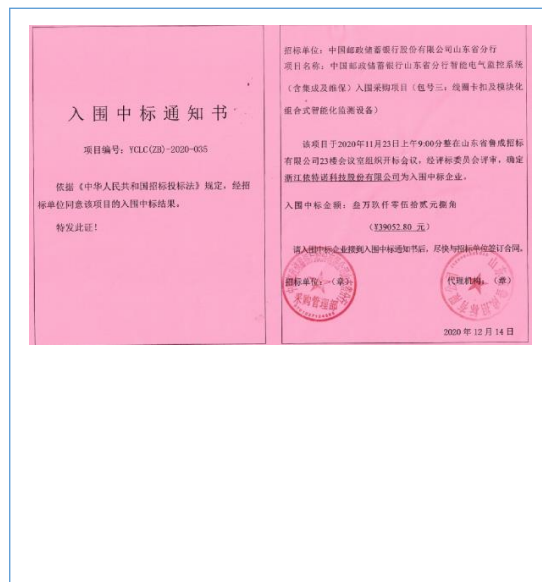 入围中标通知书
项目编号：YCLC(ZB)-2020-035
依据《中华人民共和国招标投标法》规定，经招
标单位同意该项目的入围中标结果。
特发此证！
招标单位：中国邮政储蓄银行股份有限公司山东省分行
项目名称：中国邮政储蓄银行山东省分行智能电气监控系统
（含集成及维保）入围采购项目（包号三：线圈卡扣及模块化
组合式智能化监测设备）
该项目于2020年11月23日上午9:00分整在山东省鲁成招标
有限公司23楼会议室组织开标会议。经评标委员会评审，确定
浙江依特诺科技股份有限公司为入围中标企业。
入围中标金额：叁万玖仟零伍拾贰元捌角
（¥39052.80 元）
请入围中标企业接到入围中标通知书后，尽快与招标单位签订合同。
招标单位：（章）
代理机构：（章）
采购管理部
2020 年 12 月 14 日